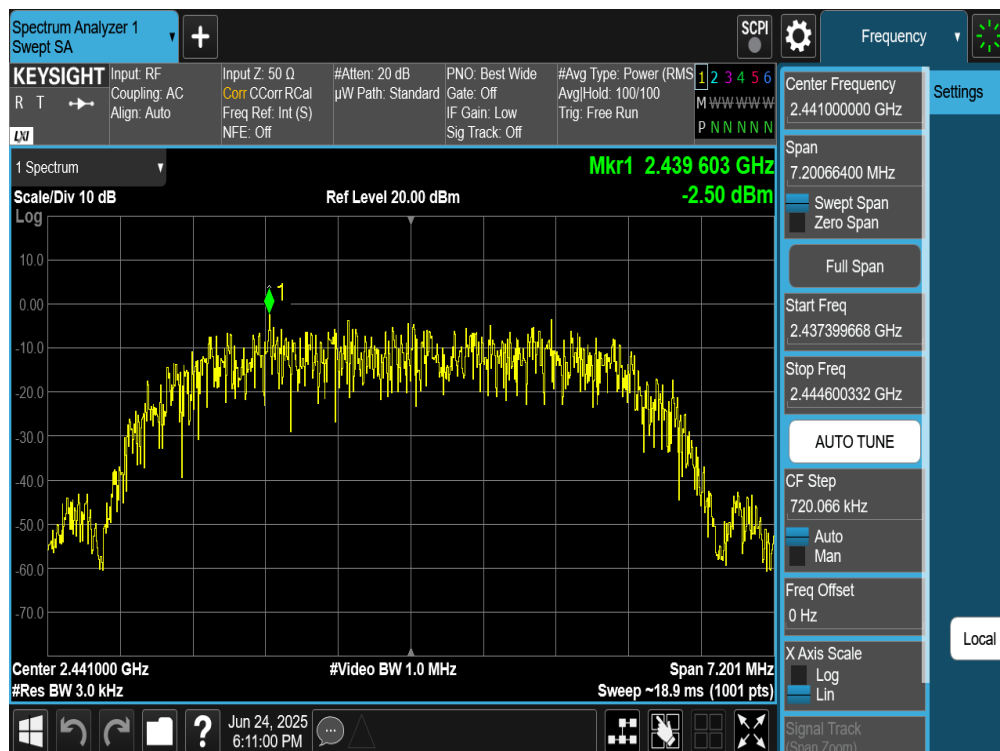 Spectrum Analyzer 1
Swept SA
+
SCPI
Frequency
KEYSIGHT
R T
LXI
Input: RF
Coupling: AC
Align: Auto
Input Z: 50 Ω
Corr CCorr RCal
Freq Ref: Int (S)
NFE: Off
#Atten: 20 dB
µW Path: Standard
PNO: Best Wide
Gate: Off
IF Gain: Low
Sig Track: Off
#Avg Type: Power (RMS
Avg|Hold: 100/100
Trig: Free Run
1 2 3 4 5 6
M W W W W W
P N N N N N
1 Spectrum
Mkr1 2.439 603 GHz
-2.50 dBm
Scale/Div 10 dB
Ref Level 20.00 dBm
Log
1
10.0
0.00
-10.0
-20.0
-30.0
-40.0
-50.0
-60.0
-70.0
Center 2.441000 GHz
#Video BW 1.0 MHz
Span 7.201 MHz
#Res BW 3.0 kHz
Sweep ~18.9 ms (1001 pts)
Center Frequency
2.441000000 GHz
Span
7.20066400 MHz
Swept Span
Zero Span
Full Span
Start Freq
2.437399668 GHz
Stop Freq
2.444600332 GHz
AUTO TUNE
CF Step
720.066 kHz
Auto
Man
Freq Offset
0 Hz
X Axis Scale
Log
Lin
Signal Track
(Span Zoom)
Settings
Local
?
Jun 24, 2025
6:11:00 PM